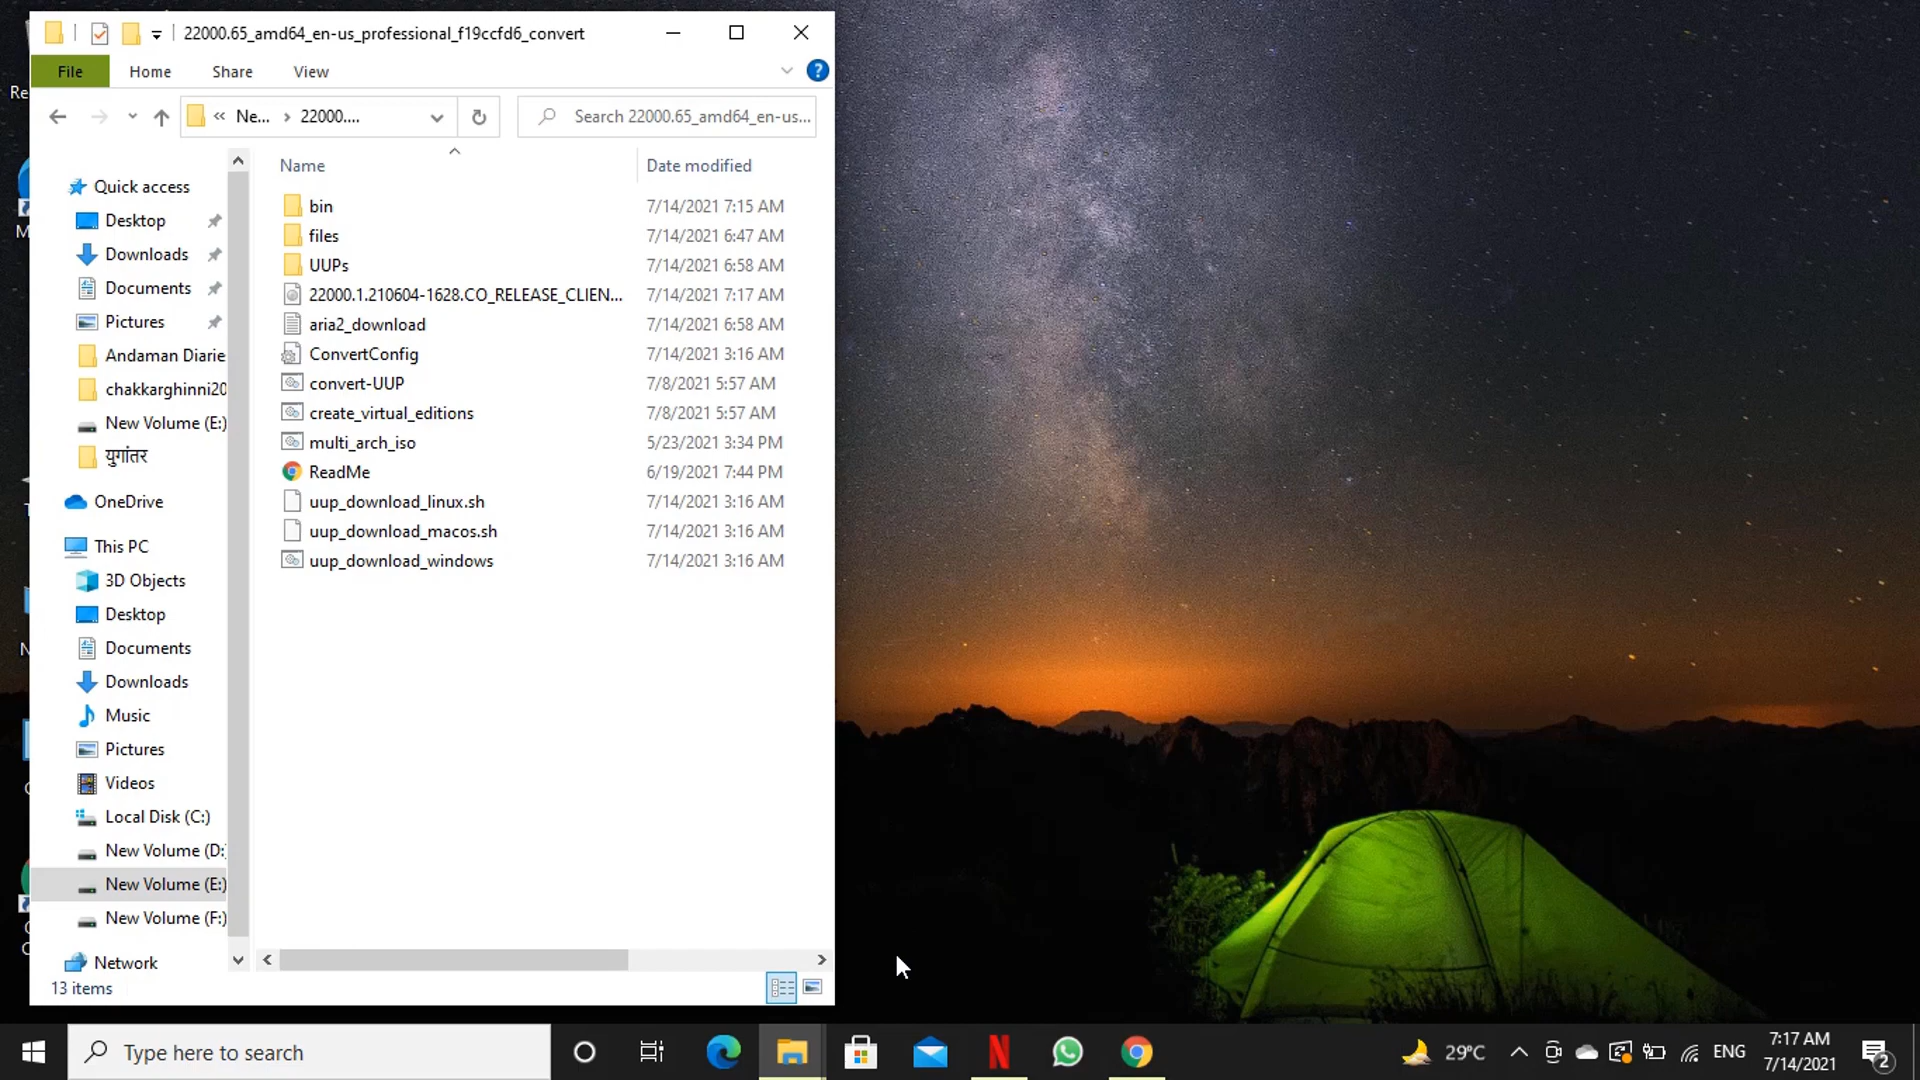 22000.65_amd64_en-us_professional_f19ccfd6_convert
File Home Share View
Ne... 22000.... Search 22000.65_amd64_en-us...
Name Date modified
Quick access
Desktop
Downloads
Documents
Pictures
Andaman Diarie
chakkarghinni20
New Volume (E:)
युगांतर
OneDrive
This PC
3D Objects
Desktop
Documents
Downloads
Music
Pictures
Videos
Local Disk (C:)
New Volume (D:
New Volume (E:)
New Volume (F:)
Network
bin 7/14/2021 7:15 AM
files 7/14/2021 6:47 AM
UUPs 7/14/2021 6:58 AM
22000.1.210604-1628.CO_RELEASE_CLIEN... 7/14/2021 7:17 AM
aria2_download 7/14/2021 6:58 AM
ConvertConfig 7/14/2021 3:16 AM
convert-UUP 7/8/2021 5:57 AM
create_virtual_editions 7/8/2021 5:57 AM
multi_arch_iso 5/23/2021 3:34 PM
ReadMe 6/19/2021 7:44 PM
uup_download_linux.sh 7/14/2021 3:16 AM
uup_download_macos.sh 7/14/2021 3:16 AM
uup_download_windows 7/14/2021 3:16 AM
13 items
Re
Type here to search
29°C
ENG
7:17 AM
7/14/2021
2